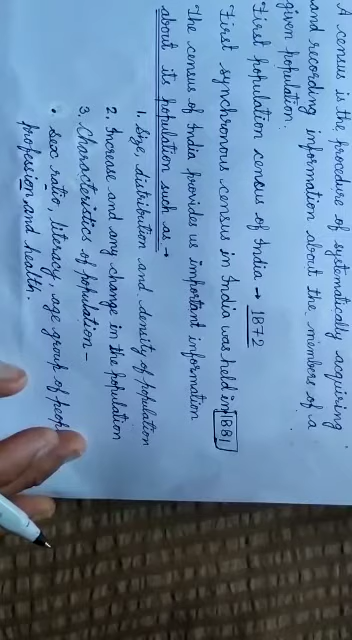 A census is the procedure of systematically acquiring
and recording information about the members of a
given population.
First population census of India → 1872
First synchronous census in India was held in 1881
The census of India provides us important information
about its population such as →
1. Size, distribution and density of population
2. Increase and any change in the population
3. Characteristics of population -
• sex ratio, literacy, age group of
profession, and health.